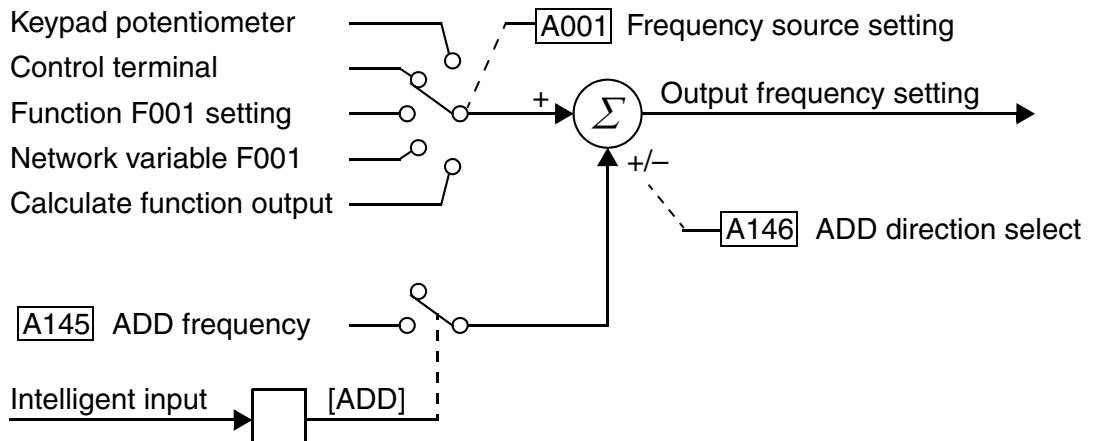 Keypad potentiometer
A001 Frequency source setting
Control terminal
Function F001 setting
+
Σ
Output frequency setting
Network variable F001
+/−
Calculate function output
A146 ADD direction select
A145 ADD frequency
Intelligent input
[ADD]